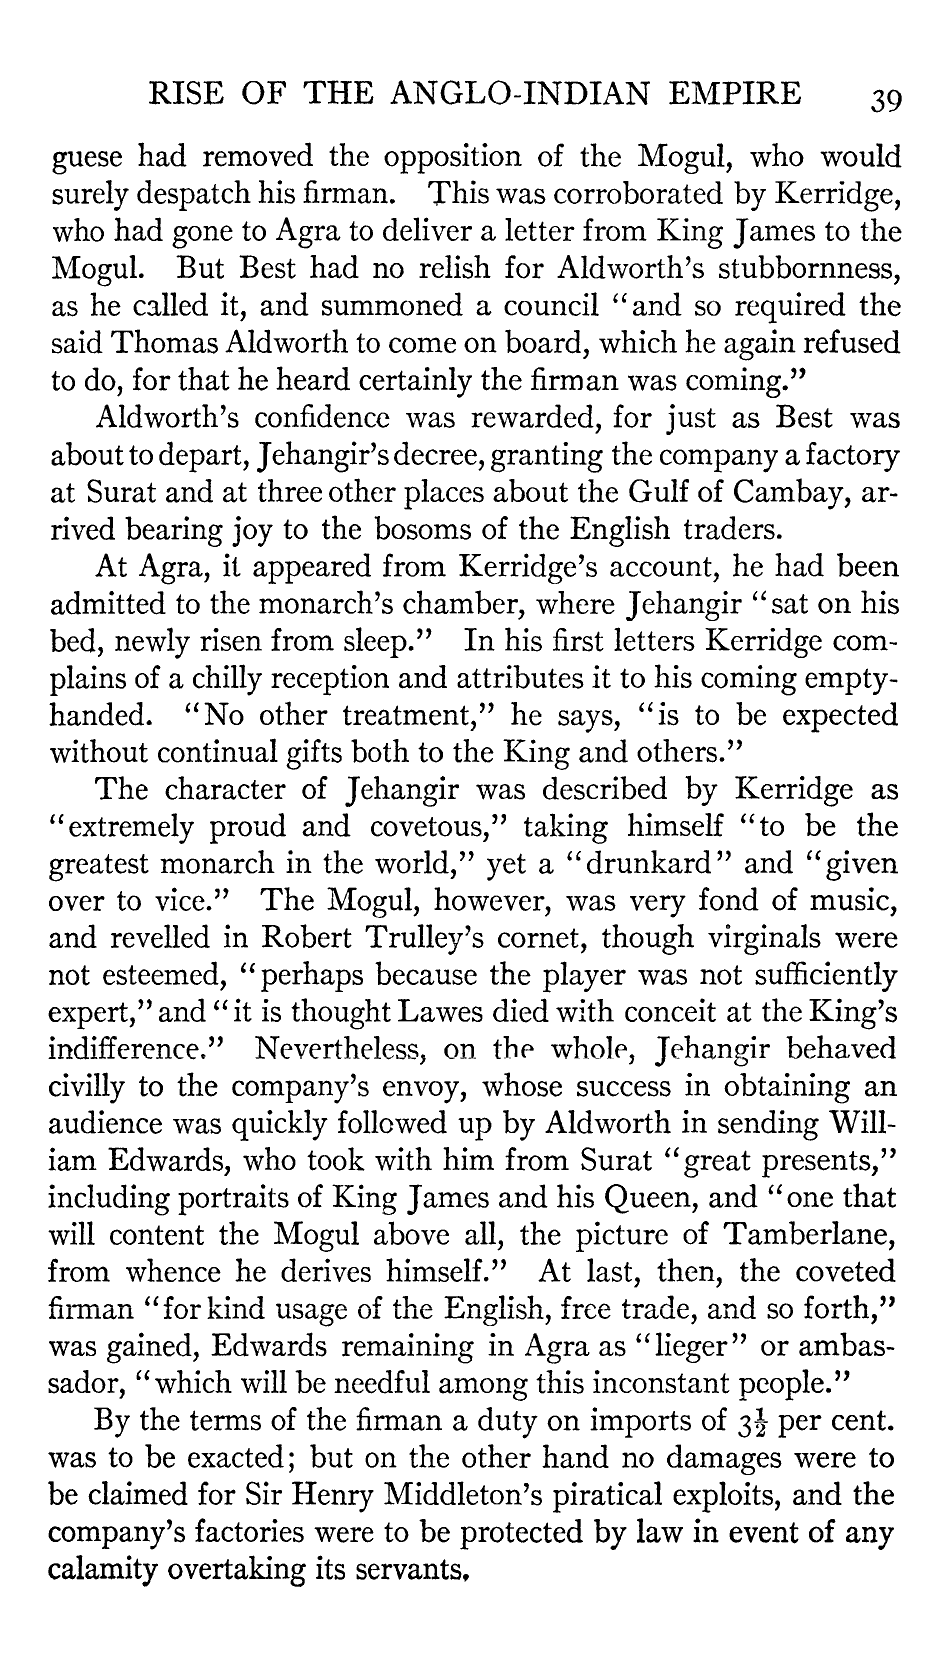 RISE OF THE ANGLO-INDIAN EMPIRE 39
guese had removed the opposition of the Mogul, who would
surely despatch his firman. This was corroborated by Kerridge,
who had gone to Agra to deliver a letter from King James to the
Mogul. But Best had no relish for Aldworth's stubbornness,
as he called it, and summoned a council "and so required the
said Thomas Aldworth to come on board, which he again refused
to do, for that he heard certainly the firman was coming."
Aldworth's confidence was rewarded, for just as Best was
about to depart, Jehangir's decree, granting the company a factory
at Surat and at three other places about the Gulf of Cambay, ar-
rived bearing joy to the bosoms of the English traders.
At Agra, it appeared from Kerridge's account, he had been
admitted to the monarch's chamber, where Jehangir "sat on his
bed, newly risen from sleep." In his first letters Kerridge com-
plains of a chilly reception and attributes it to his coming empty-
handed. "No other treatment," he says, "is to be expected
without continual gifts both to the King and others."
The character of Jehangir was described by Kerridge as
"extremely proud and covetous," taking himself "to be the
greatest monarch in the world," yet a "drunkard" and "given
over to vice." The Mogul, however, was very fond of music,
and revelled in Robert Trulley's cornet, though virginals were
not esteemed, "perhaps because the player was not sufficiently
expert," and "it is thought Lawes died with conceit at the King's
indifference." Nevertheless, on the whole, Jehangir behaved
civilly to the company's envoy, whose success in obtaining an
audience was quickly followed up by Aldworth in sending Will-
iam Edwards, who took with him from Surat "great presents,"
including portraits of King James and his Queen, and "one that
will content the Mogul above all, the picture of Tamberlane,
from whence he derives himself." At last, then, the coveted
firman "for kind usage of the English, free trade, and so forth,"
was gained, Edwards remaining in Agra as "lieger" or ambas-
sador, "which will be needful among this inconstant people."
By the terms of the firman a duty on imports of 3½ per cent.
was to be exacted; but on the other hand no damages were to
be claimed for Sir Henry Middleton's piratical exploits, and the
company's factories were to be protected by law in event of any
calamity overtaking its servants.